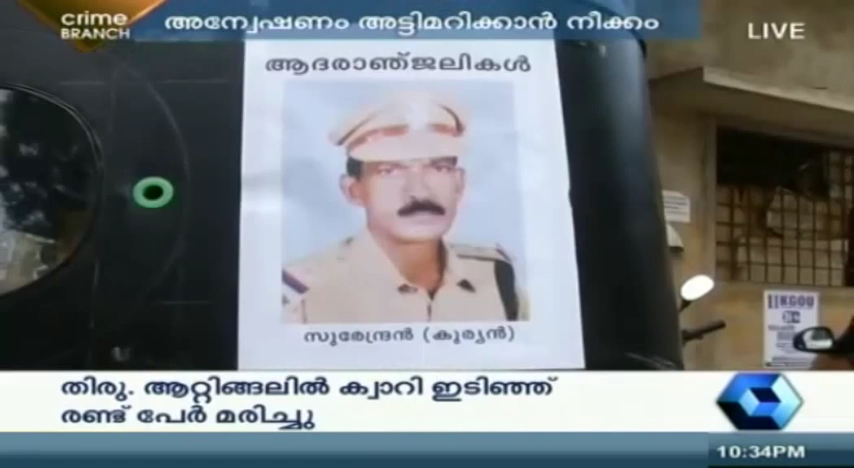 crime
BRANCH
അന്വേഷണം അട്ടിമറിക്കാൻ നീക്കം
LIVE
ആദരാഞ്ജലികൾ
സുരേന്ദ്രൻ (കുര്യൻ)
IKGOU
തിരു. ആറ്റിങ്ങലിൽ ക്വാറി ഇടിഞ്ഞ്
രണ്ട് പേർ മരിച്ചു
10:34PM